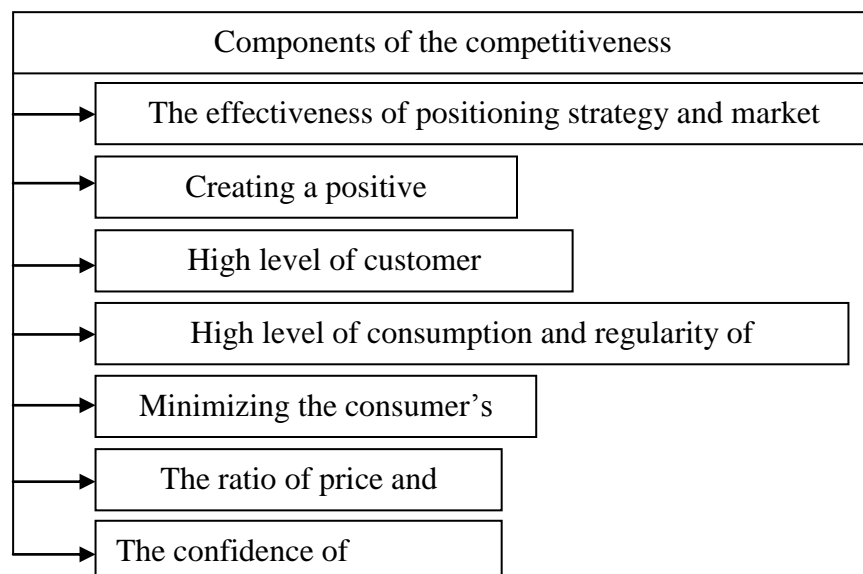 Components of the competitiveness
The effectiveness of positioning strategy and market
Creating a positive
High level of customer
High level of consumption and regularity of
Minimizing the consumer’s
The ratio of price and
The confidence of